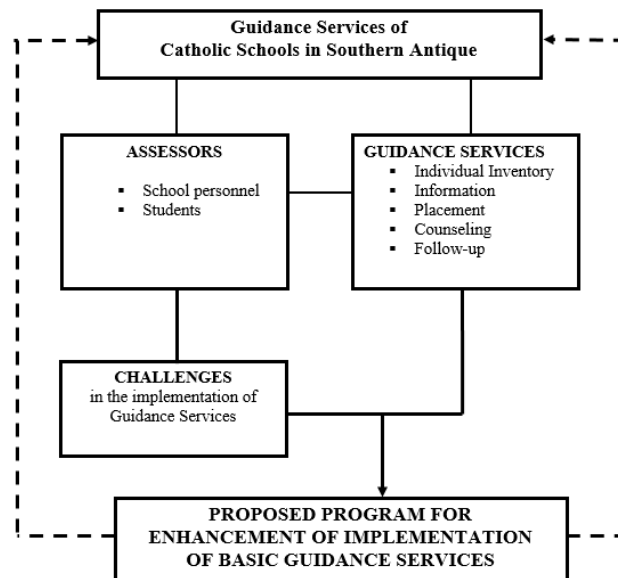 Guidance Services of
Catholic Schools in Southern Antique
ASSESSORS
▪ School personnel
▪ Students
GUIDANCE SERVICES
▪ Individual Inventory
▪ Information
▪ Placement
▪ Counseling
▪ Follow-up
CHALLENGES
in the implementation of
Guidance Services
PROPOSED PROGRAM FOR
ENHANCEMENT OF IMPLEMENTATION
OF BASIC GUIDANCE SERVICES